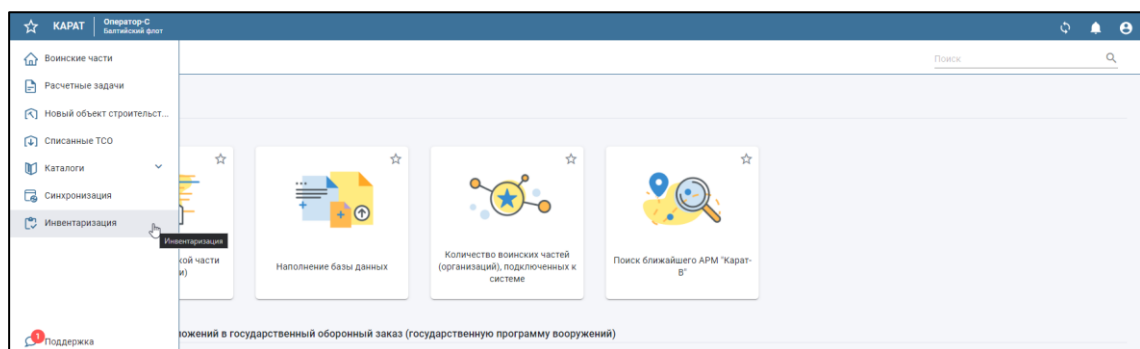 КАРАТ
Оператор-С
Балтийский флот
Воинские части
Поиск
Расчетные задачи
Новый объект строительст...
Списанные ТСО
Каталоги
Синхронизация
Инвентаризация
Инвентаризация
кой части
и)
Наполнение базы данных
Количество воинских частей
(организаций), подключенных к
системе
Поиск ближайшего АРМ "Карат-
В"
ложений в государственный оборонный заказ (государственную программу вооружений)
1
Поддержка